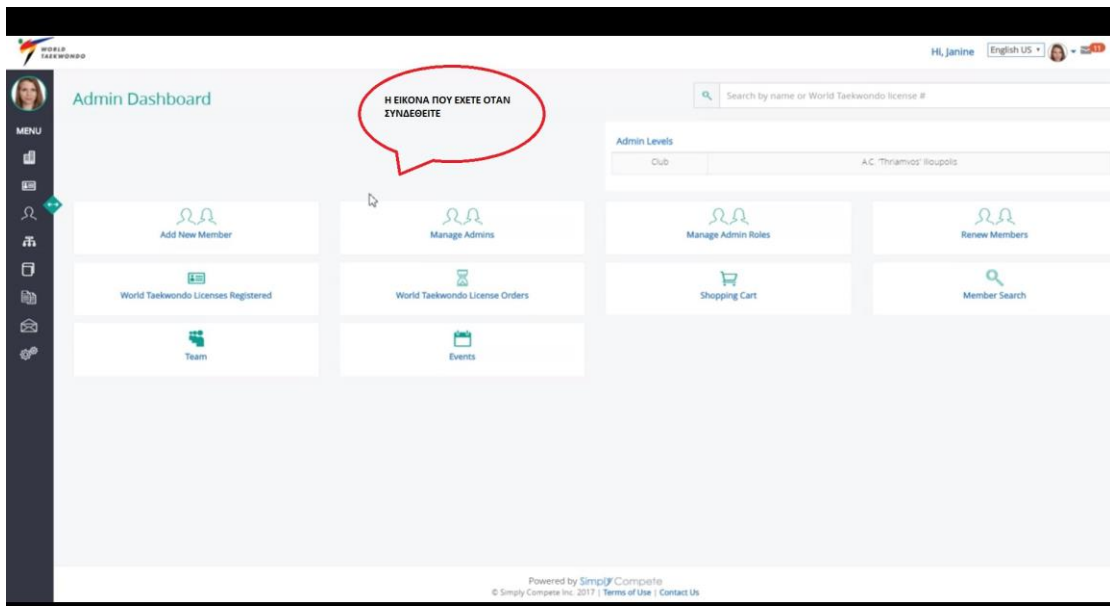 WORLD
TAEKWONDO
Hi, Janine
English US
11
Admin Dashboard
Η ΕΙΚΟΝΑ ΠΟΥ ΕΧΕΤΕ ΟΤΑΝ
ΣΥΝΔΕΘΕΙΤΕ
Search by name or World Taekwondo license #
MENU
Admin Levels
Club A.C. 'Thriamvos' Ilioupolis
Add New Member
Manage Admins
Manage Admin Roles
Renew Members
World Taekwondo Licenses Registered
World Taekwondo License Orders
Shopping Cart
Member Search
Team
Events
Powered by Simply Compete
© Simply Compete Inc. 2017 | Terms of Use | Contact Us